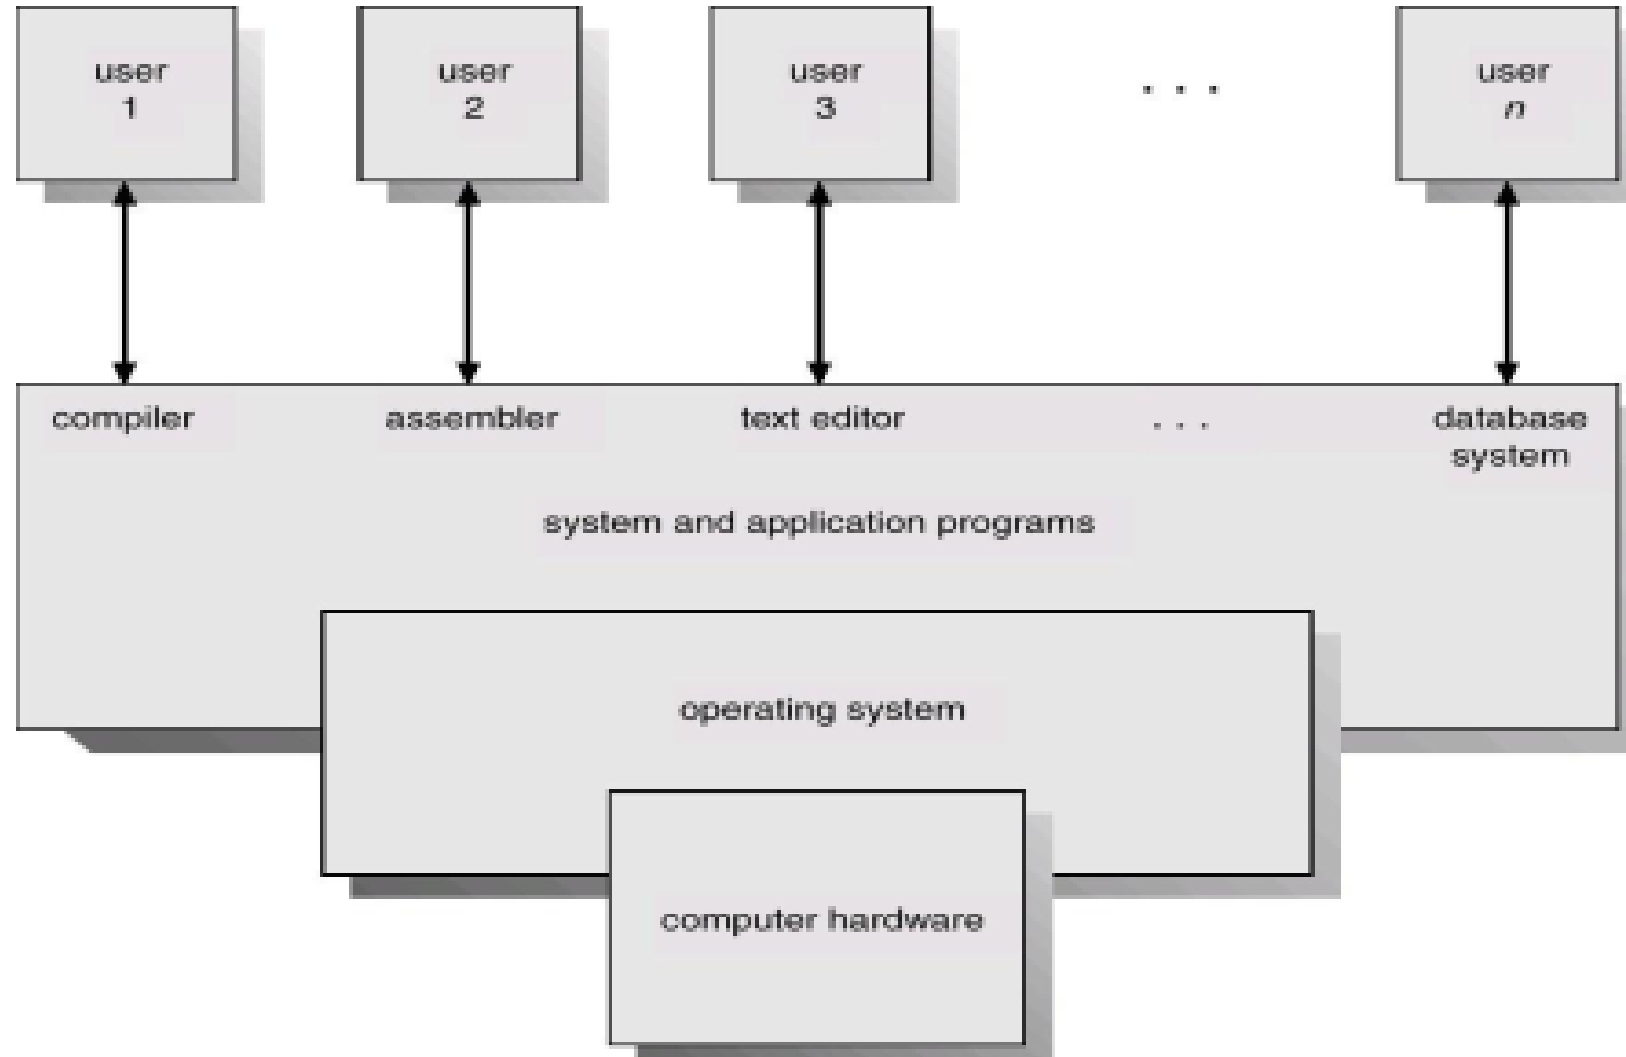 user
1
user
2
user
3
. . .
user
n
compiler
assembler
text editor
. . .
database
system
system and application programs
operating system
computer hardware